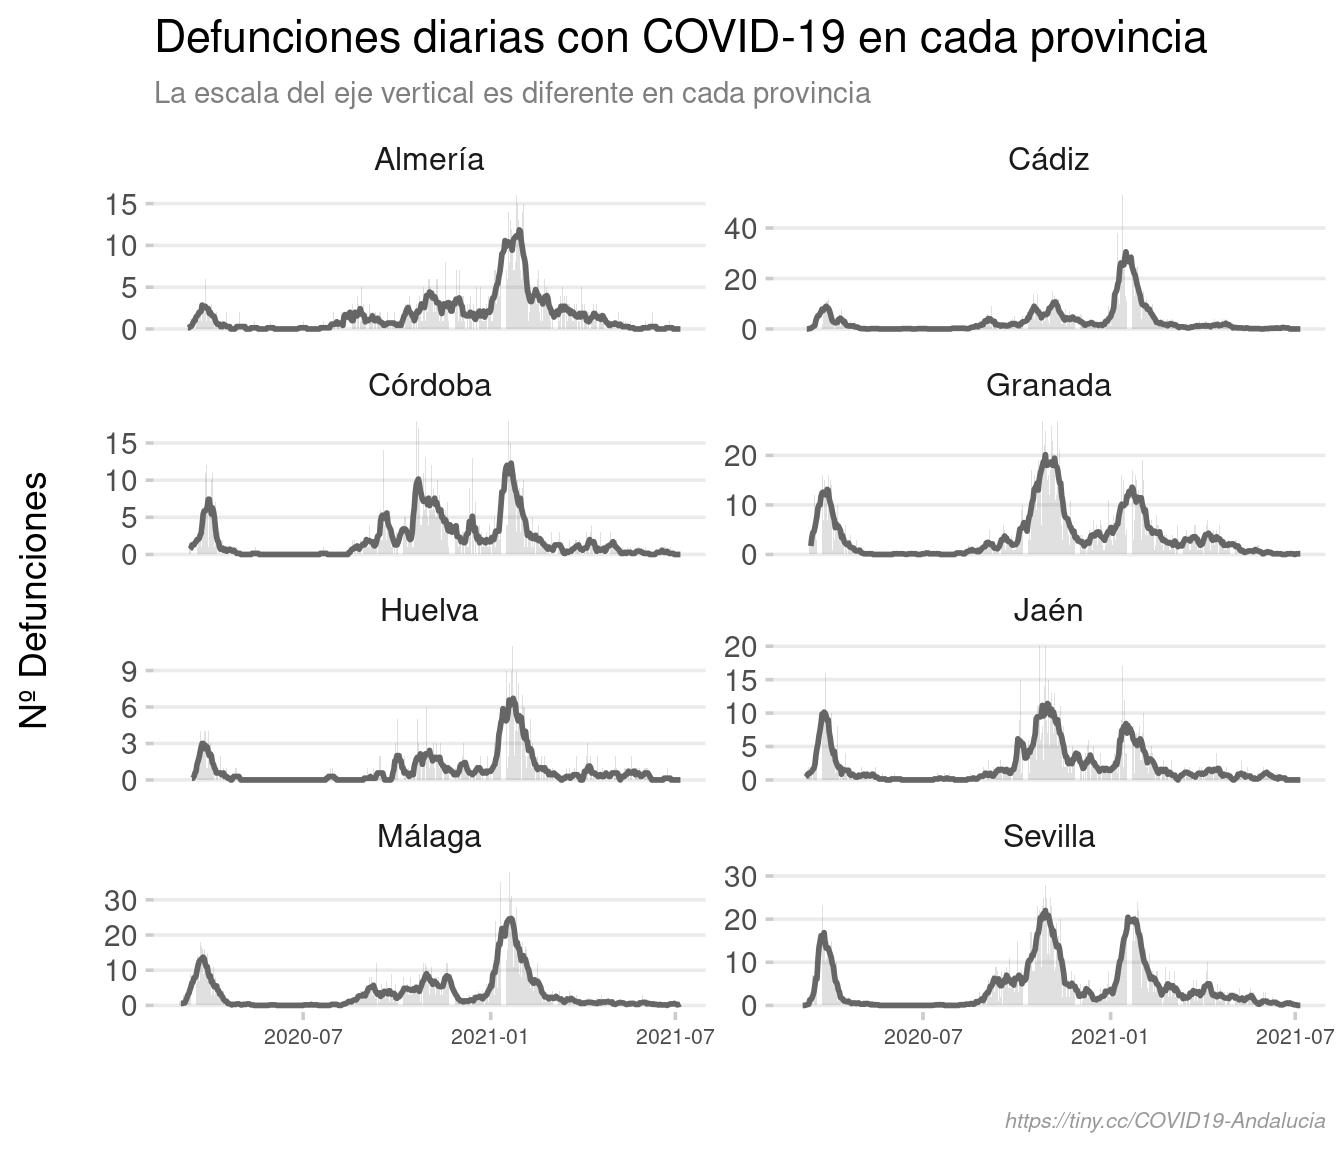 Defunciones diarias con COVID-19 en cada provincia
La escala del eje vertical es diferente en cada provincia
Nº Defunciones
Almería
15
10
5
0
Cádiz
40
20
0
Córdoba
15
10
5
0
Granada
20
10
0
Huelva
9
6
3
0
Jaén
20
15
10
5
0
Málaga
30
20
10
0
Sevilla
30
20
10
0
2020-07 2021-01 2021-07
2020-07 2021-01 2021-07
https://tiny.cc/COVID19-Andalucia